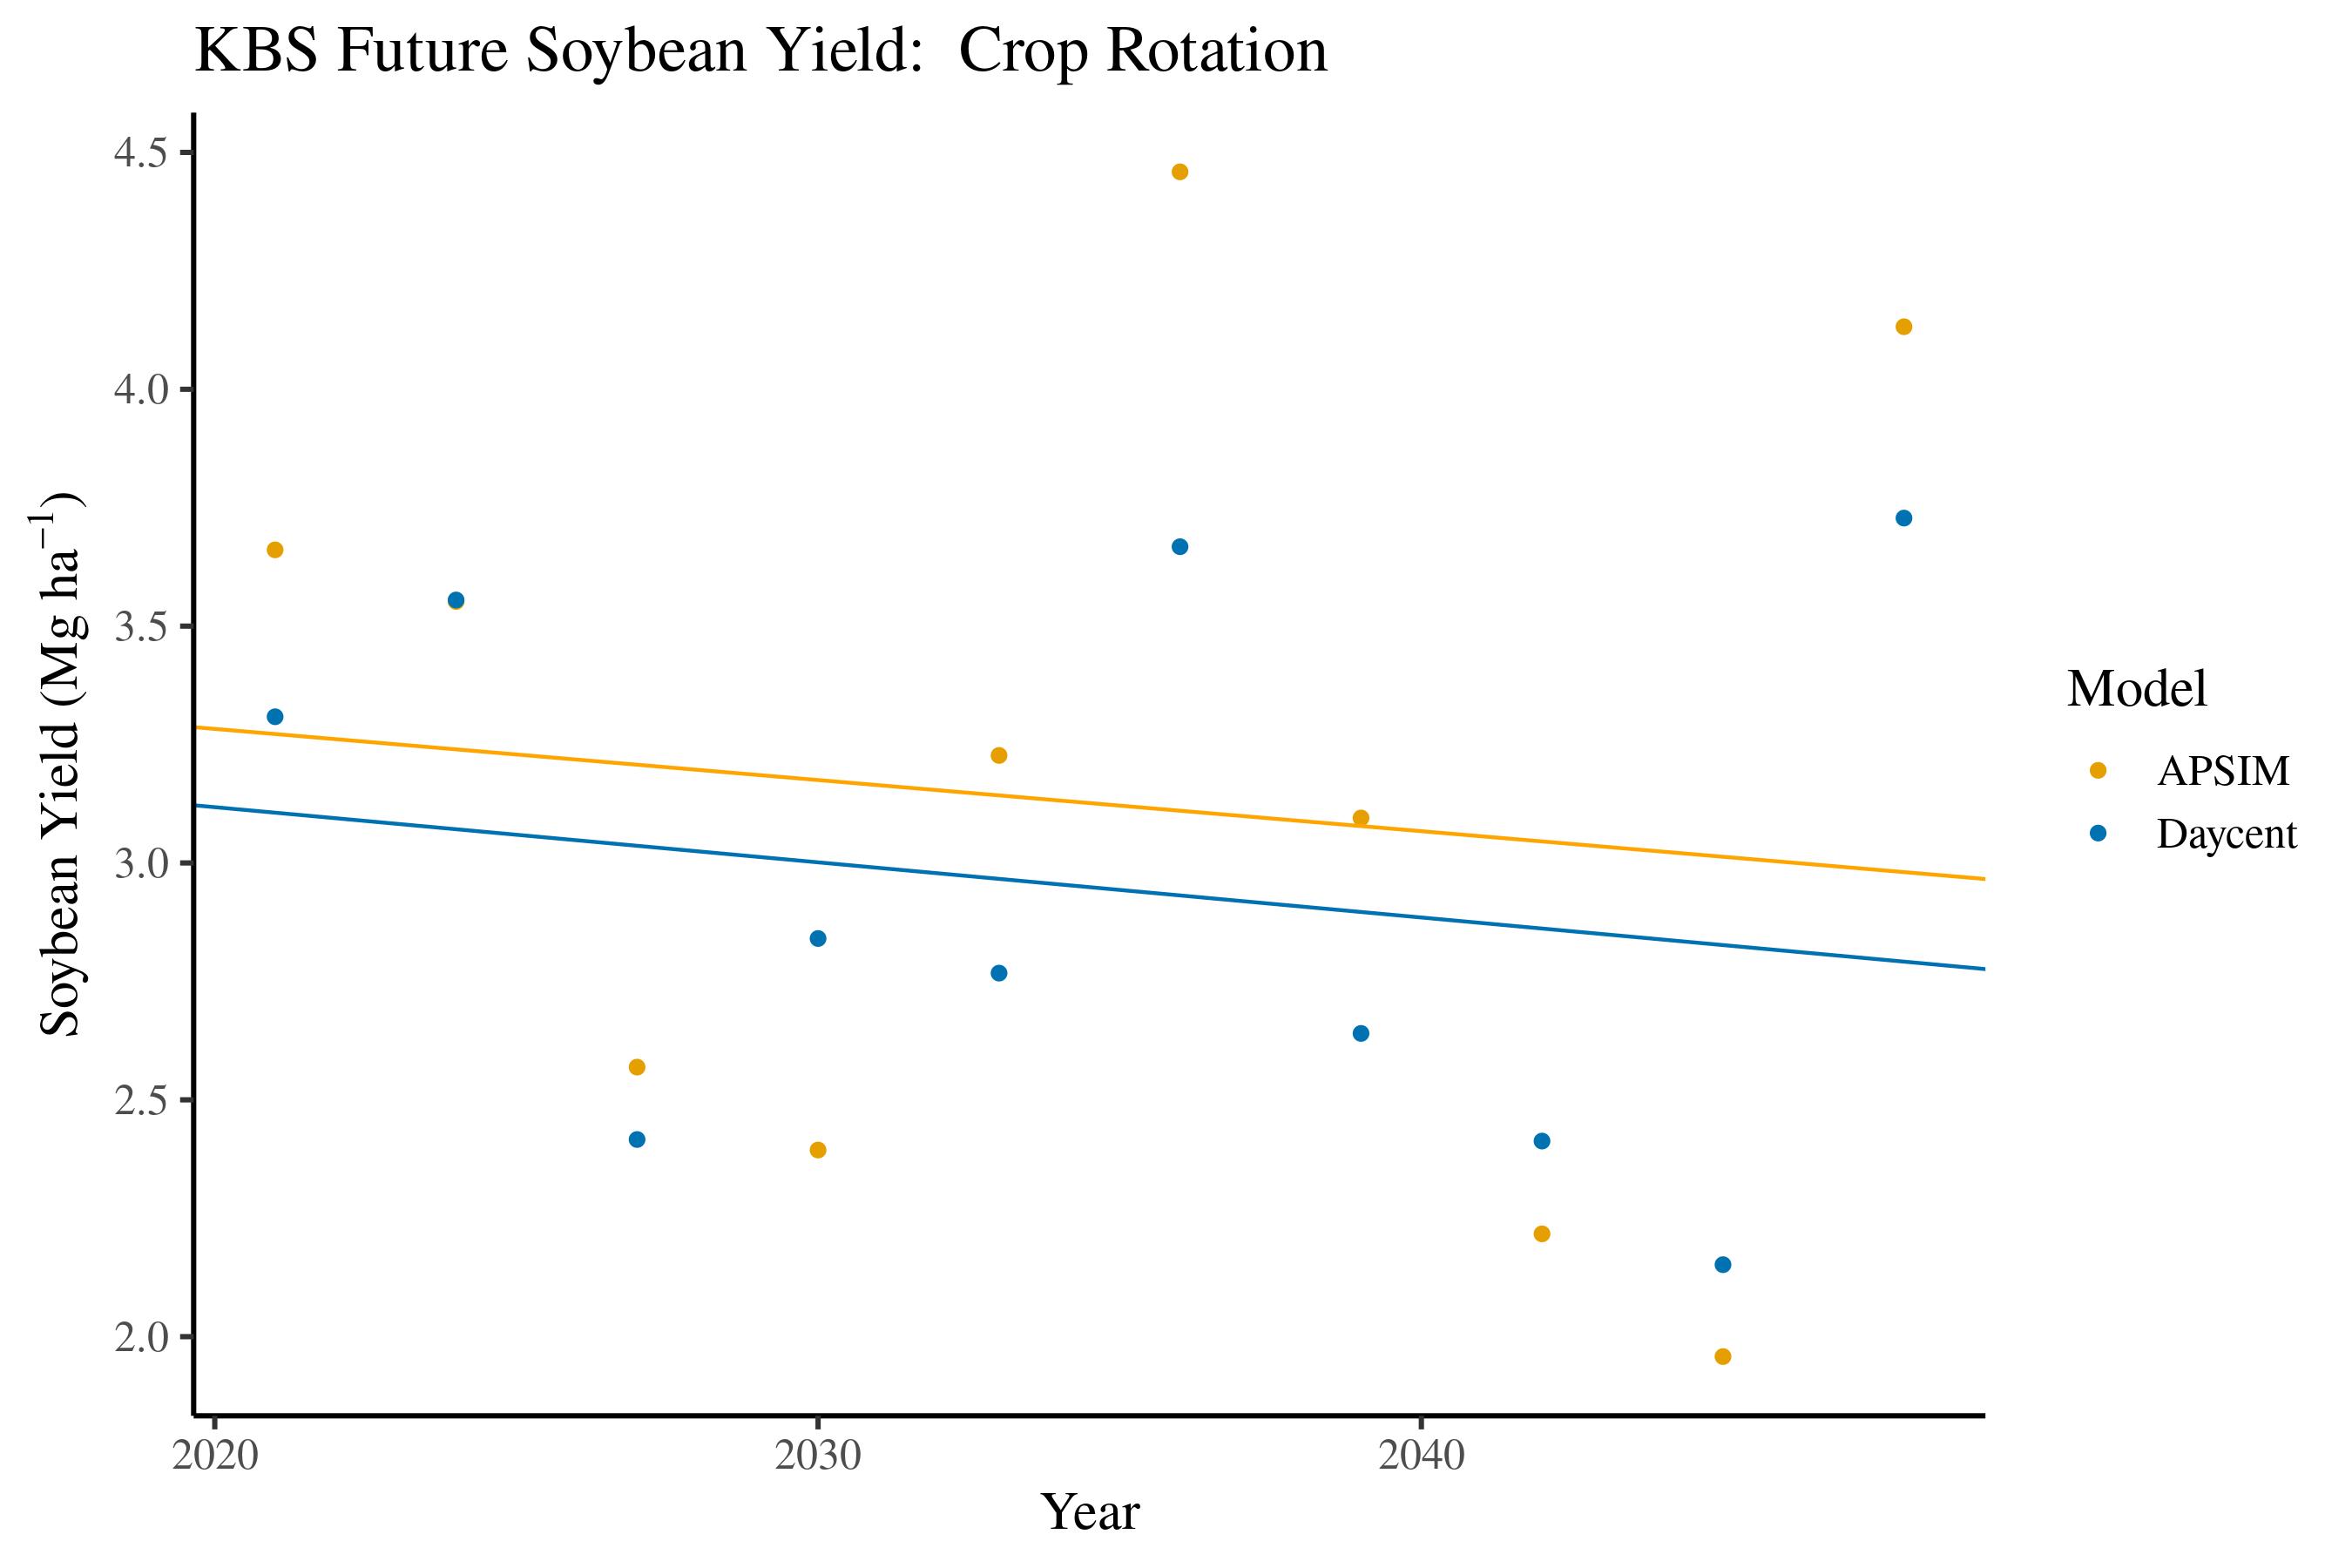 KBS Future Soybean Yield:  Crop Rotation
Soybean Yield (Mg ha⁻¹)
4.5
4.0
3.5
3.0
2.5
2.0
2020 2030 2040
Year
Model
APSIM
Daycent